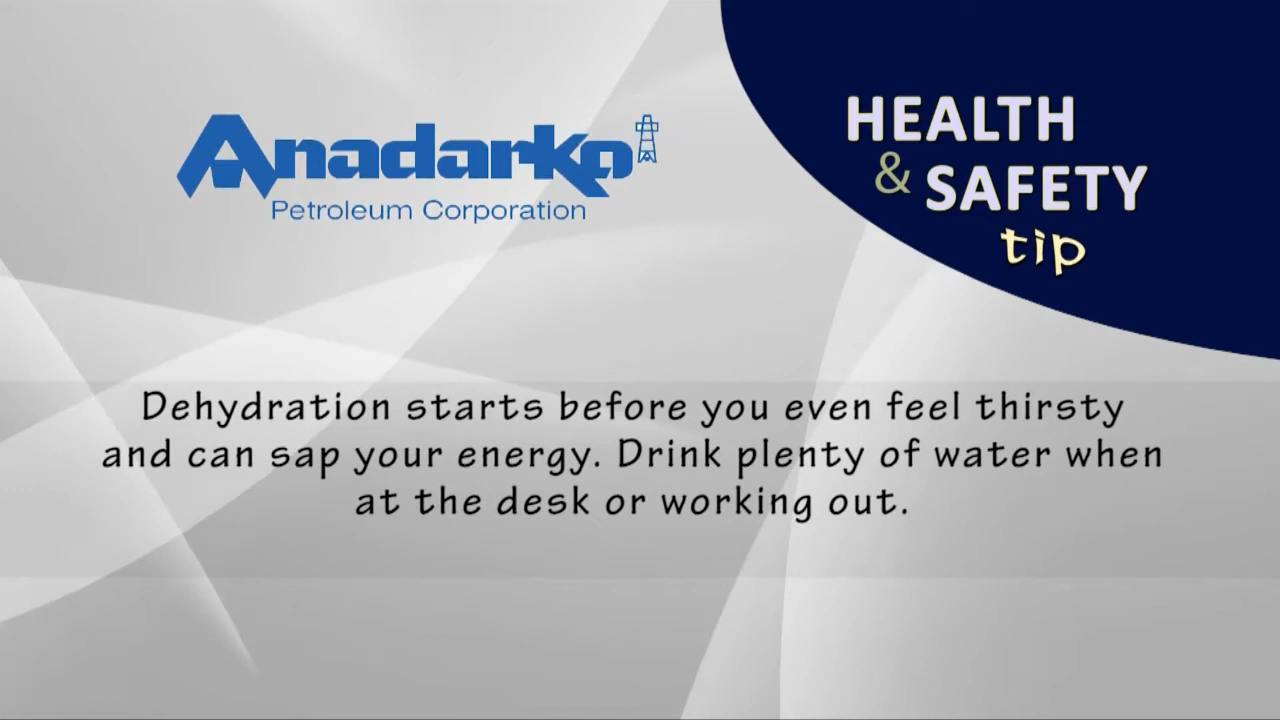 Anadarko
Petroleum Corporation
HEALTH
& SAFETY
tip
Dehydration starts before you even feel thirsty
and can sap your energy. Drink plenty of water when
at the desk or working out.